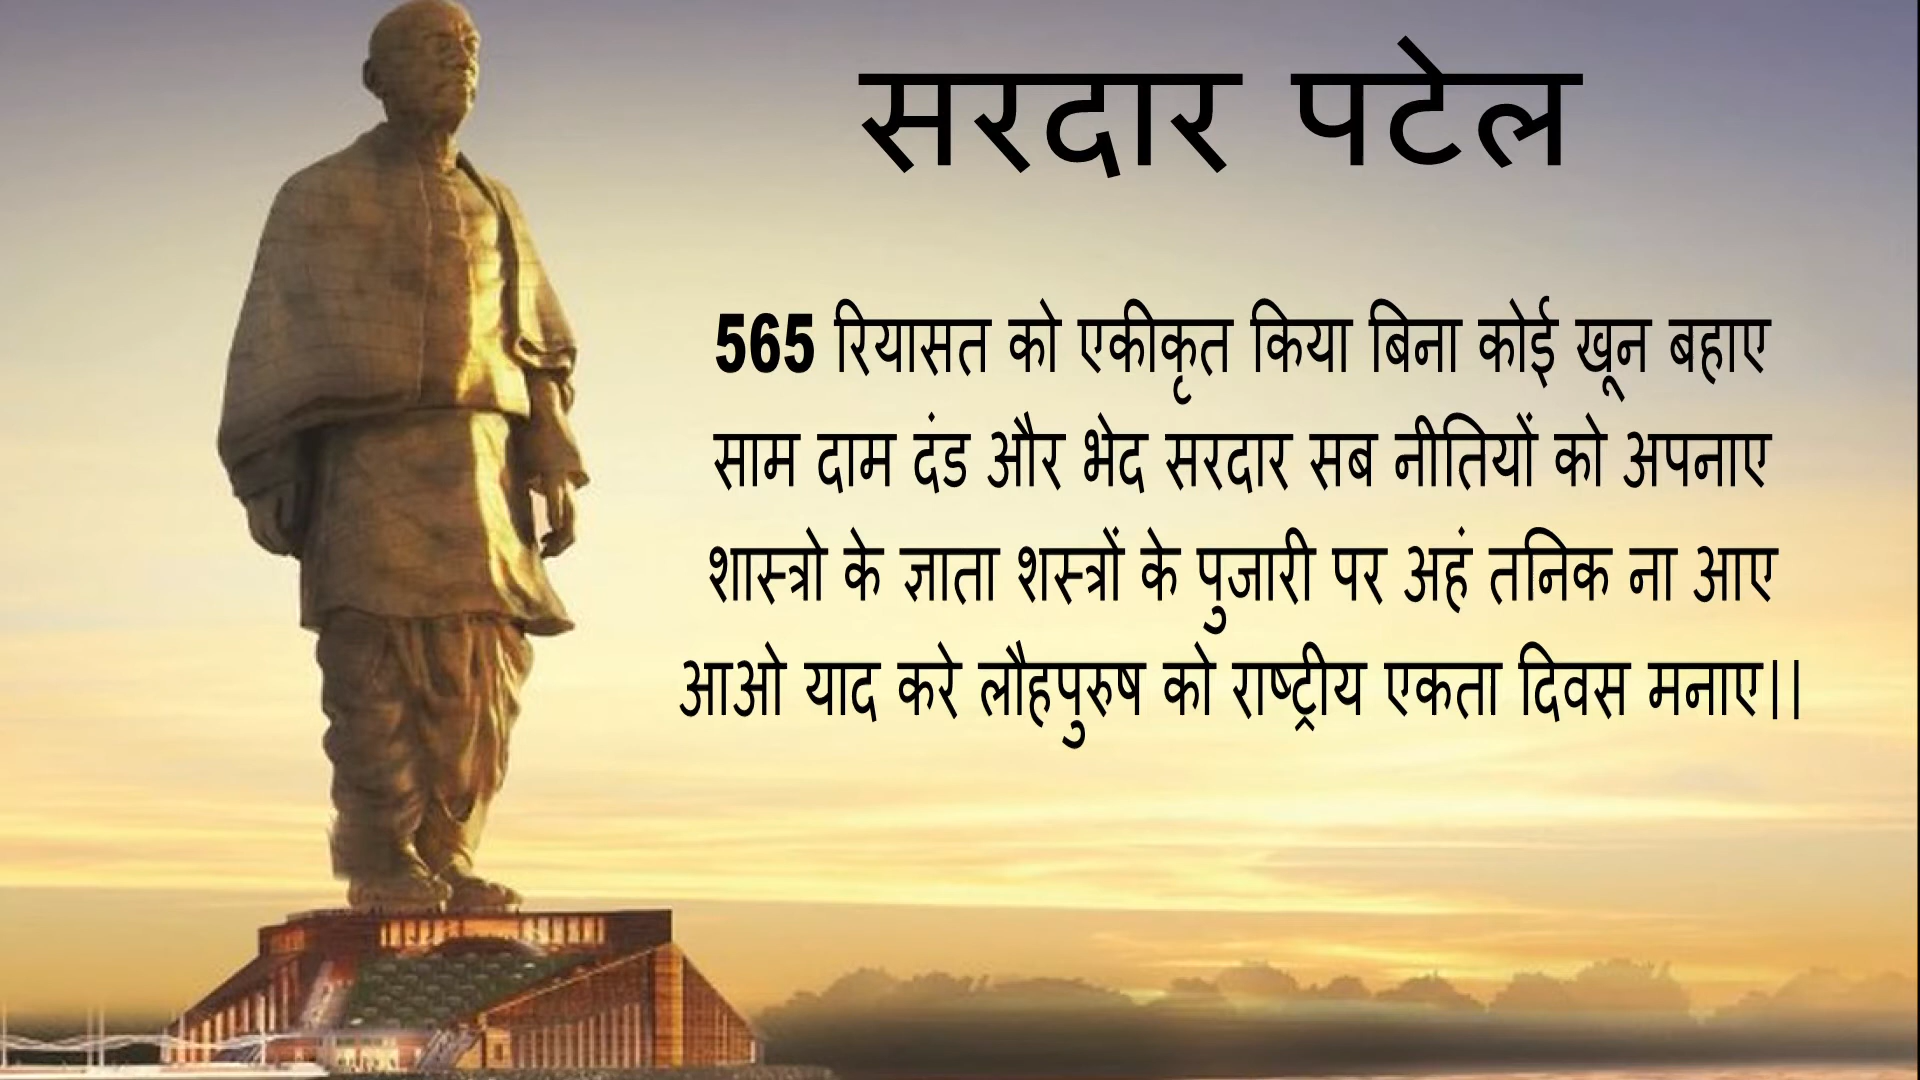 सरदार पटेल
565 रियासत को एकीकृत किया बिना कोई खून बहाए
साम दाम दंड और भेद सरदार सब नीतियों को अपनाए
शास्त्रो के ज्ञाता शस्त्रों के पुजारी पर अहं तनिक ना आए
आओ याद करे लौहपुरुष को राष्ट्रीय एकता दिवस मनाए।।